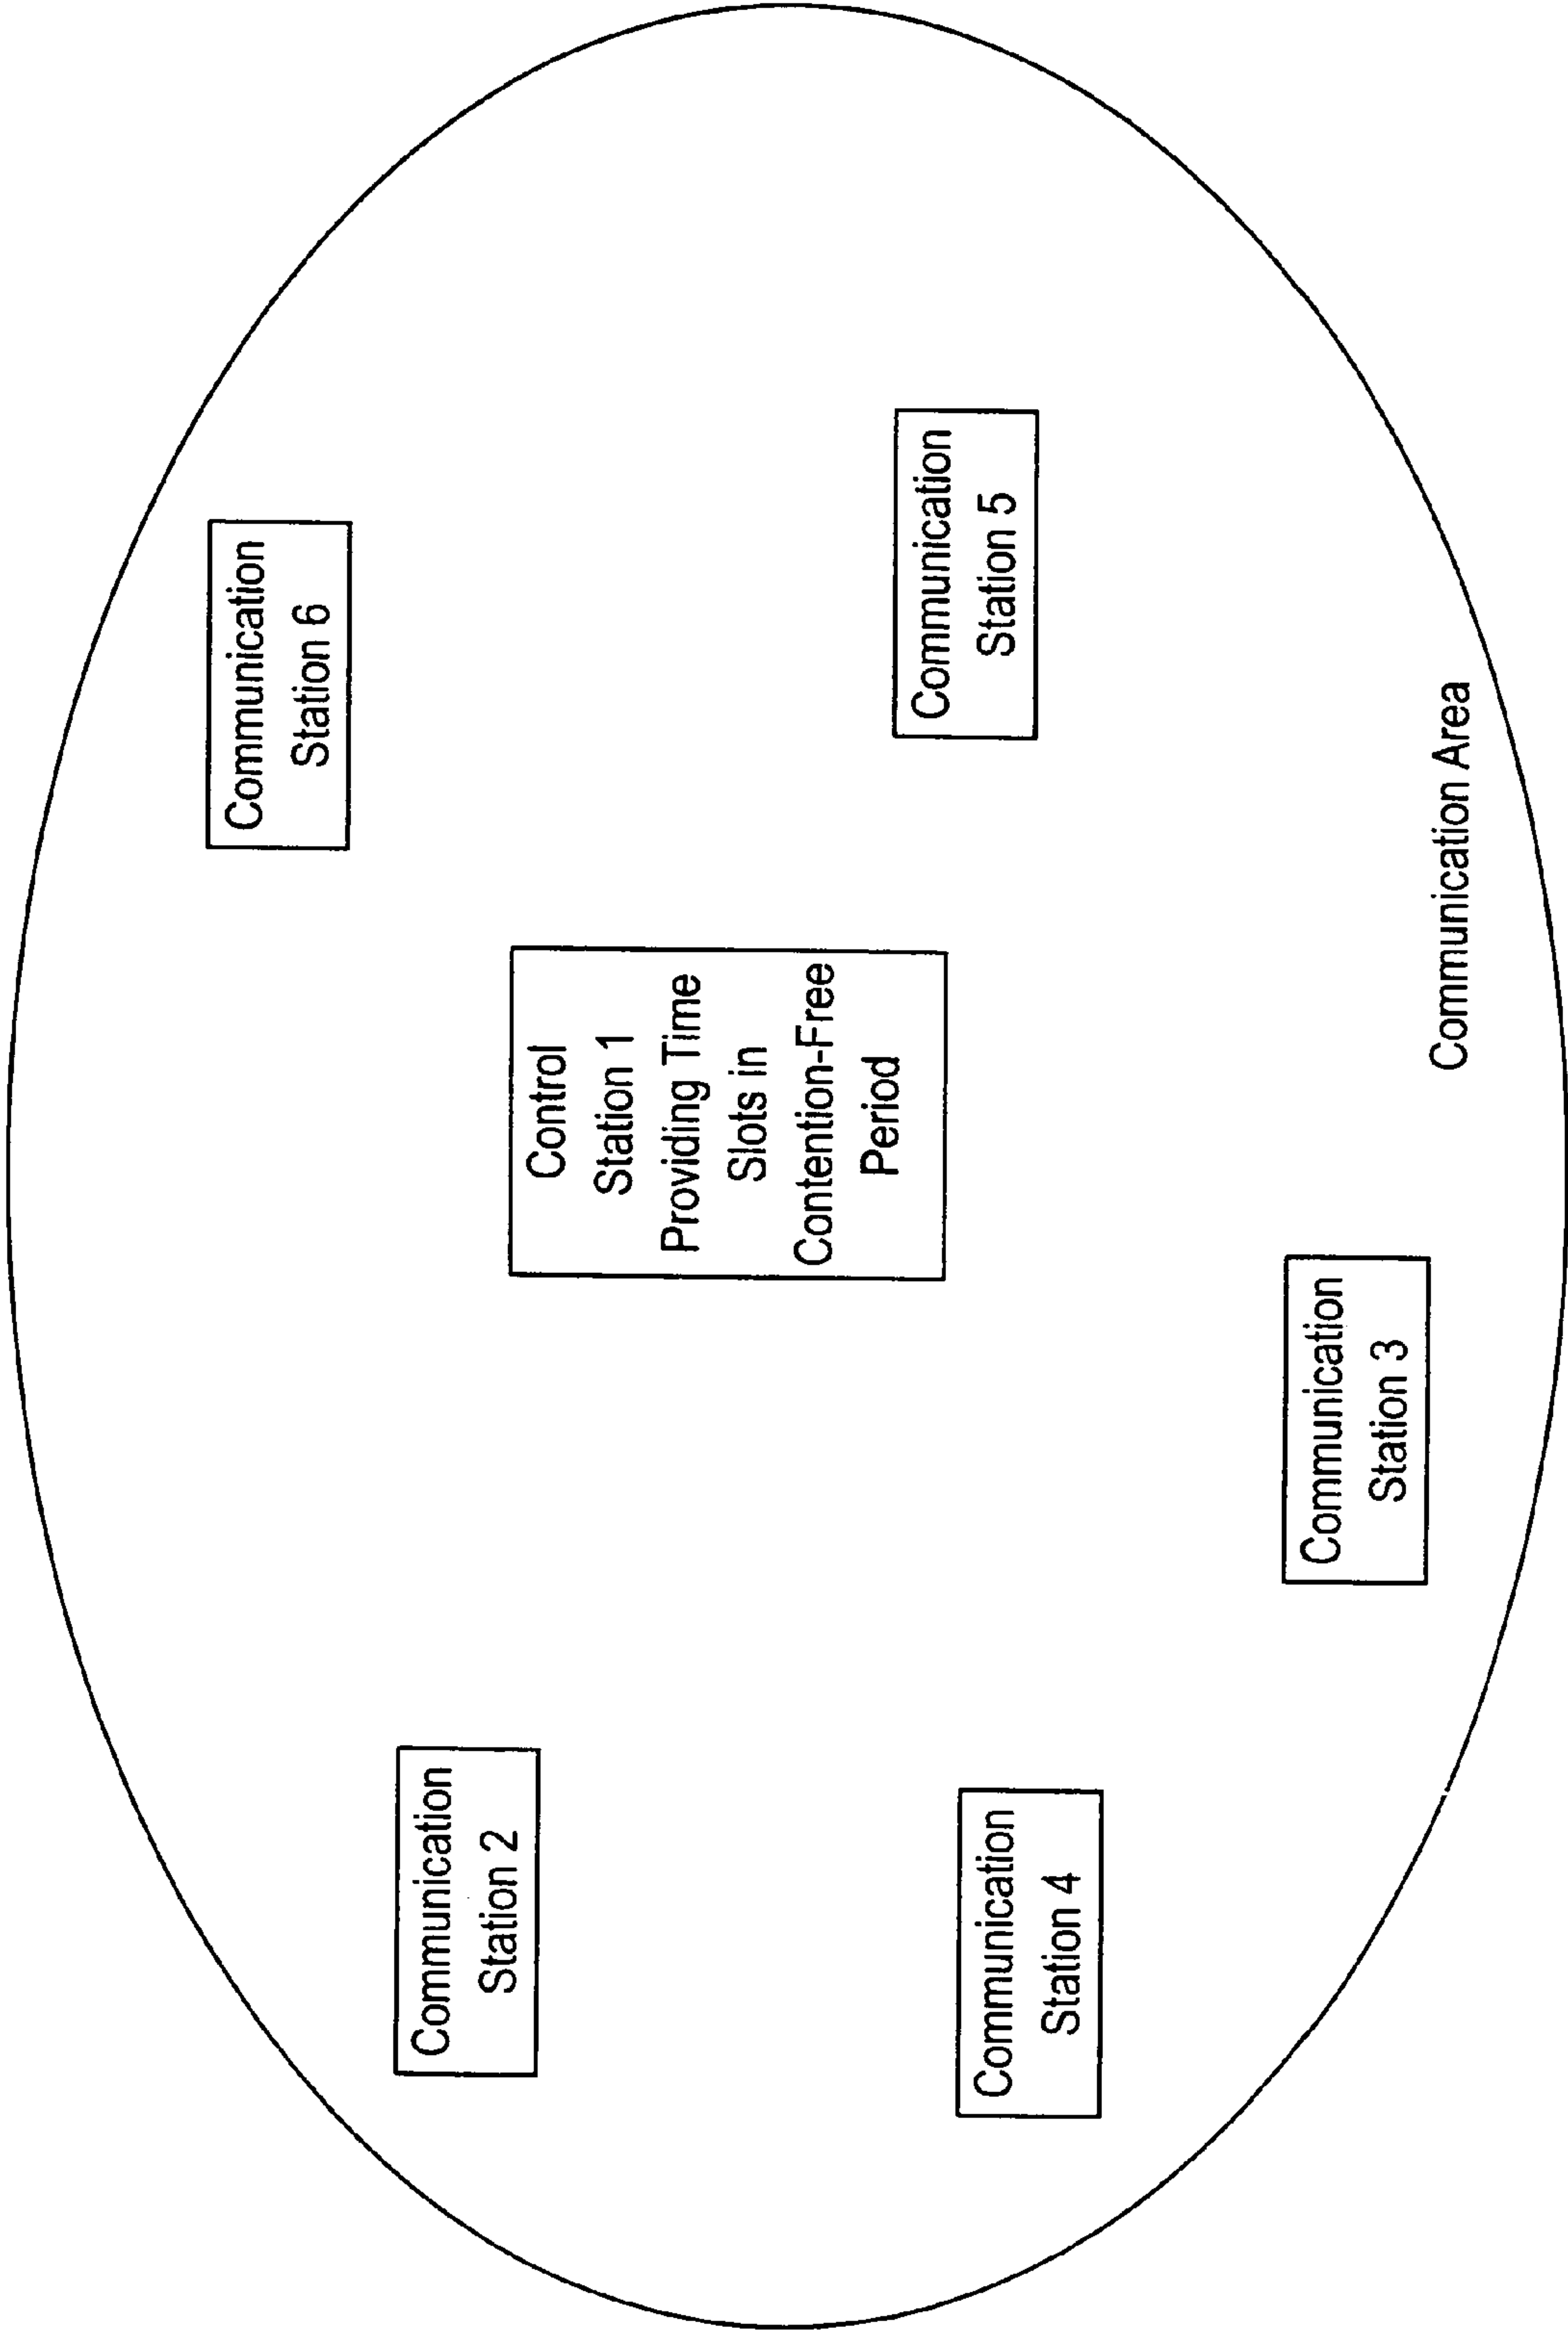 Communication
Station 6
Communication
Station 2
Control
Station 1
Providing Time
Slots in
Contention-Free
Period
Communication
Station 5
Communication
Station 4
Communication
Station 3
Communication Area